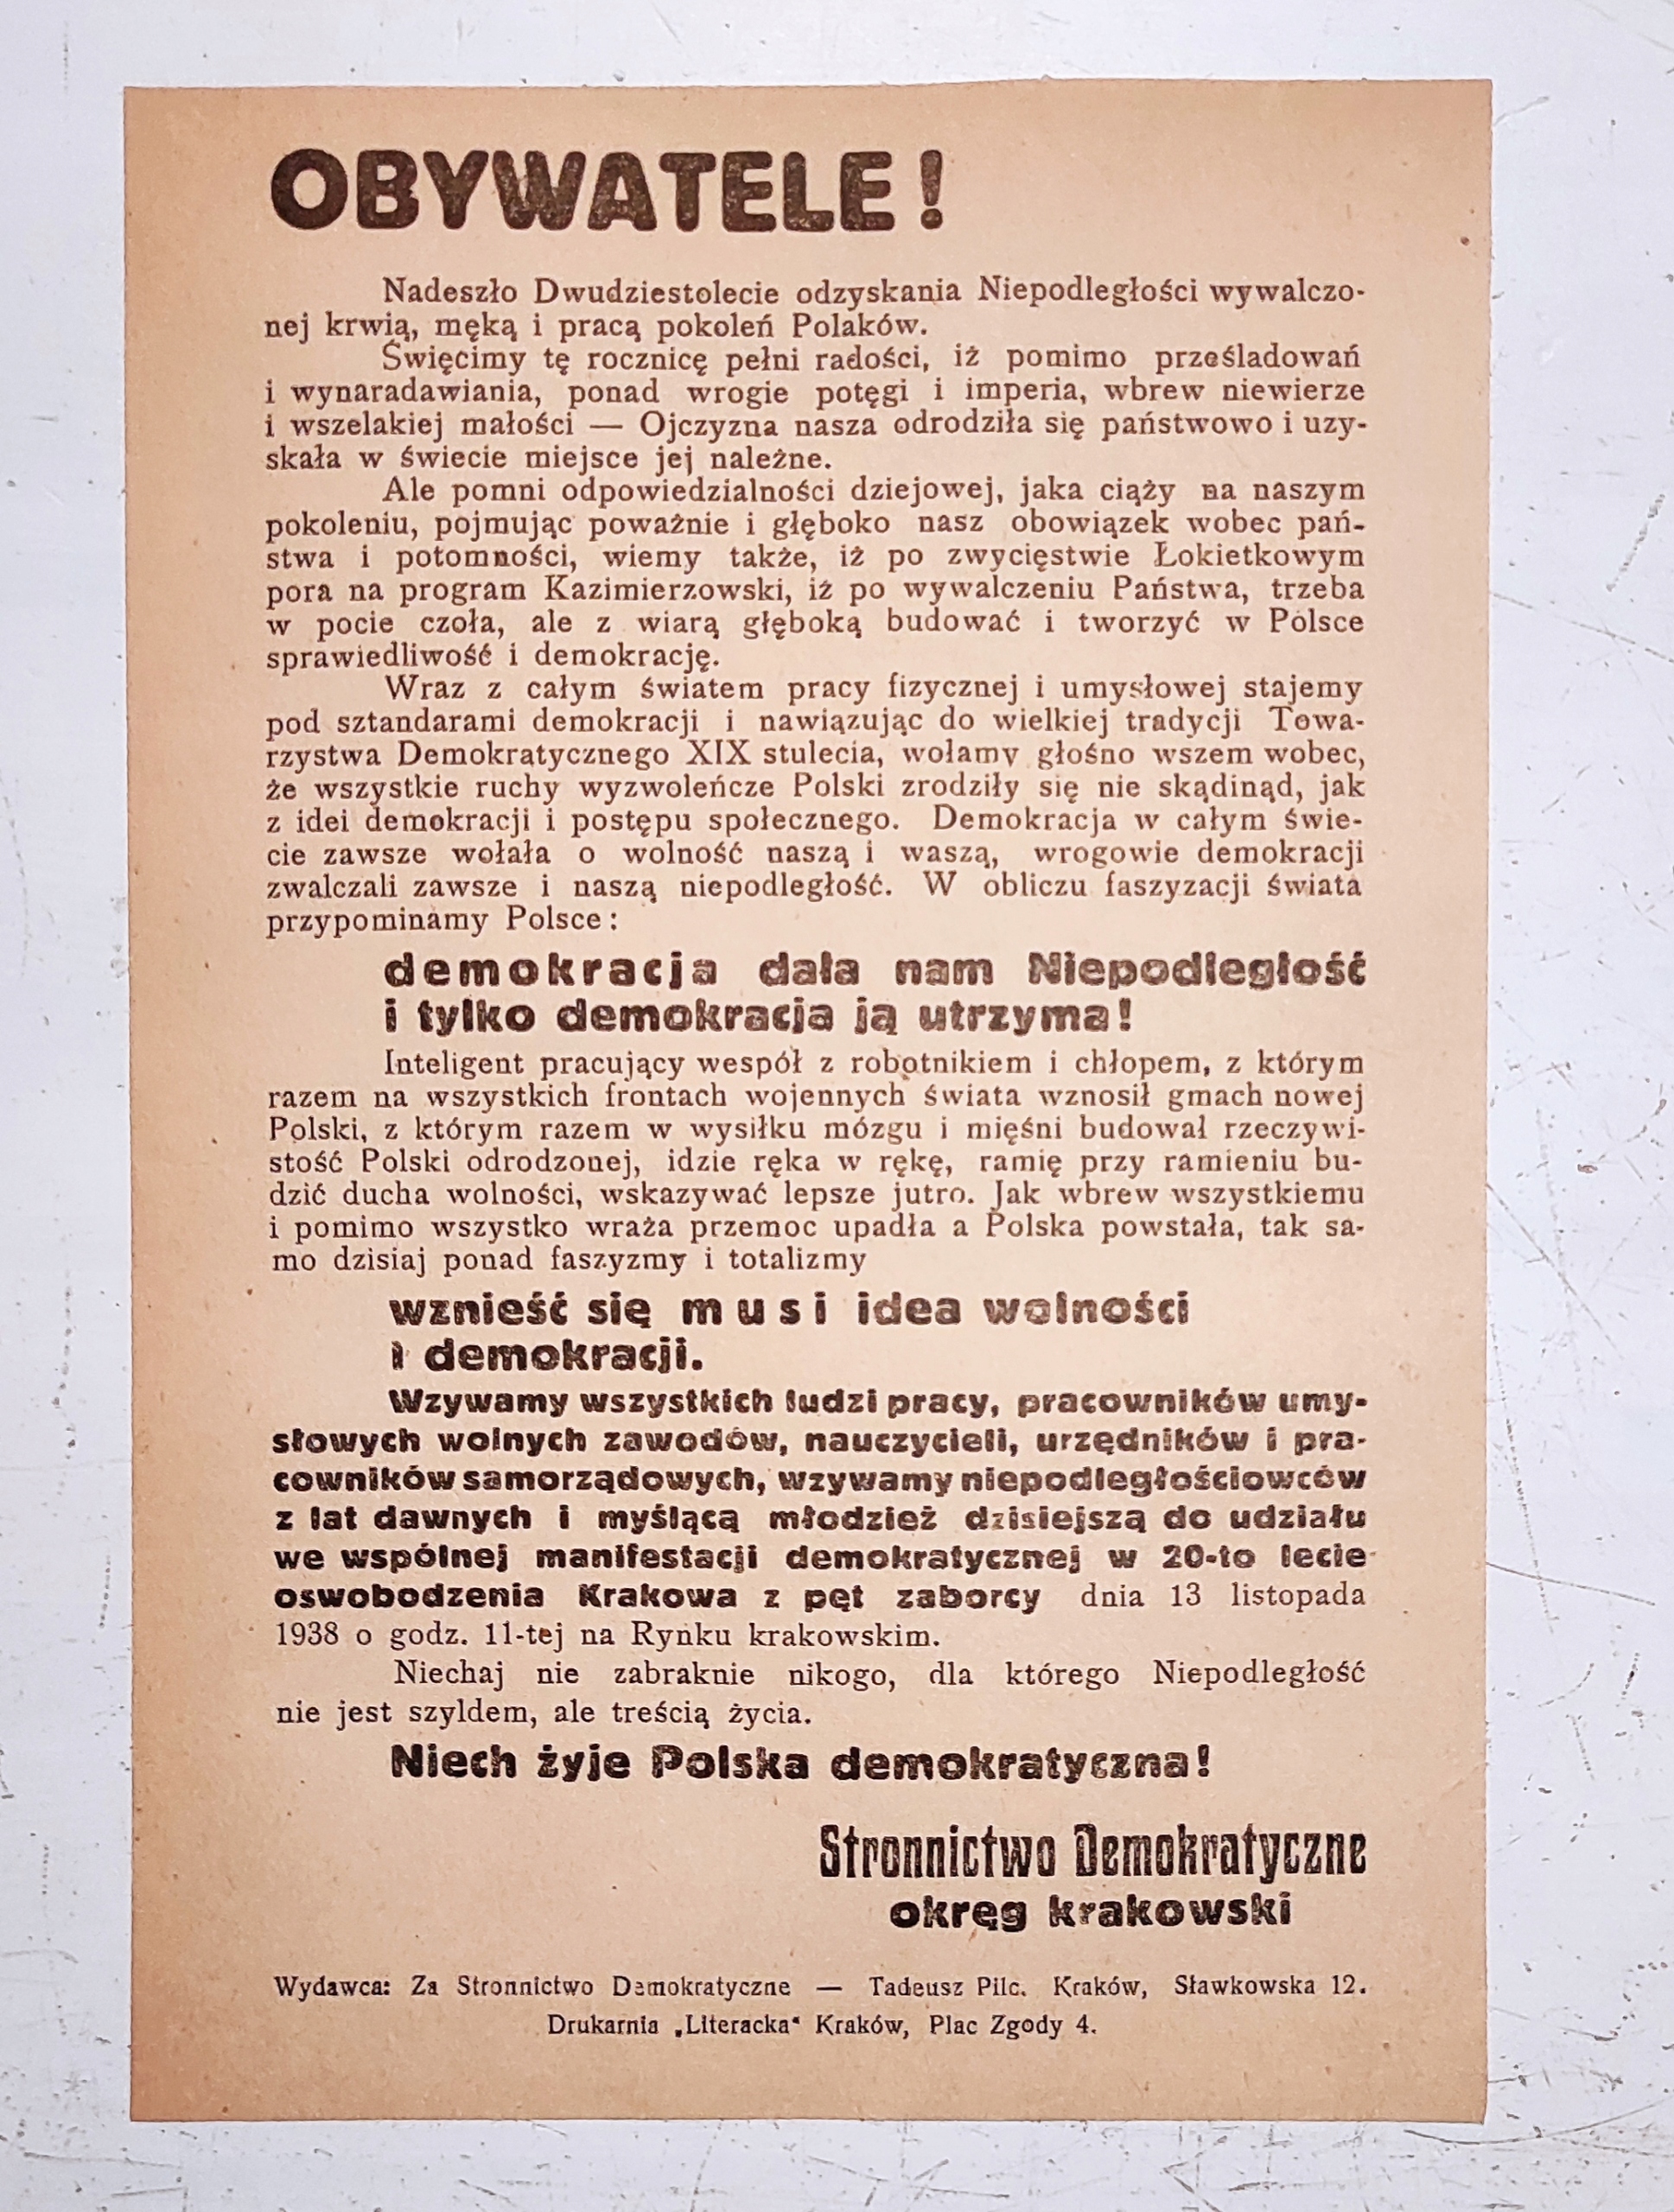 OBYWATELE!
Nadeszło Dwudziestolecie odzyskania Niepodległości wywalczo-
nej krwią, męką i pracą pokoleń Polaków.
Święcimy tę rocznicę pełni radości, iż pomimo prześladowań
i wynaradawiania, ponad wrogie potęgi i imperia, wbrew niewierze
i wszelakiej małości — Ojczyzna nasza odrodziła się państwowo i uzy-
skała w świecie miejsce jej należne.
Ale pomni odpowiedzialności dziejowej, jaka ciąży na naszym
pokoleniu, pojmując poważnie i głęboko nasz obowiązek wobec pań-
stwa i potomności, wiemy także, iż po zwycięstwie Łokietkowym
pora na program Kazimierzowski, iż po wywalczeniu Państwa, trzeba
w pocie czoła, ale z wiarą głęboką budować i tworzyć w Polsce
sprawiedliwość i demokrację.
Wraz z całym światem pracy fizycznej i umysłowej stajemy
pod sztandarami demokracji i nawiązując do wielkiej tradycji Towa-
rzystwa Demokratycznego XIX stulecia, wołamy głośno wszem wobec,
że wszystkie ruchy wyzwoleńcze Polski zrodziły się nie skądinąd, jak
z idei demokracji i postępu społecznego. Demokracja w całym świe-
cie zawsze wołała o wolność naszą i waszą, wrogowie demokracji
zwalczali zawsze i naszą niepodległość. W obliczu faszyzacji świata
przypominamy Polsce:
demokracja dała nam Niepodległość
i tylko demokracja ją utrzyma!
Inteligent pracujący wespół z robotnikiem i chłopem, z którym
razem na wszystkich frontach wojennych świata wznosił gmach nowej
Polski, z którym razem w wysiłku mózgu i mięśni budował rzeczywi-
stość Polski odrodzonej, idzie ręka w rękę, ramię przy ramieniu bu-
dzić ducha wolności, wskazywać lepsze jutro. Jak wbrew wszystkiemu
i pomimo wszystko wraża przemoc upadła a Polska powstała, tak sa-
mo dzisiaj ponad faszyzmy i totalizmy
wznieść się musi idea wolności
i demokracji.
Wzywamy wszystkich ludzi pracy, pracowników umy-
słowych wolnych zawodów, nauczycieli, urzędników i pra-
cowników samorządowych, wzywamy niepodległościowców
z lat dawnych i myślącą młodzież dzisiejszą do udziału
we wspólnej manifestacji demokratycznej w 20-to lecie
oswobodzenia Krakowa z pęt zaborcy dnia 13 listopada
1938 o godz. 11-tej na Rynku krakowskim.
Niechaj nie zabraknie nikogo, dla którego Niepodległość
nie jest szyldem, ale treścią życia.
Niech żyje Polska demokratyczna!
Stronnictwo Demokratyczne
okręg krakowski
Wydawca: Za Stronnictwo Demokratyczne — Tadeusz Pilc. Kraków, Sławkowska 12.
Drukarnia „Literacka“ Kraków, Plac Zgody 4.